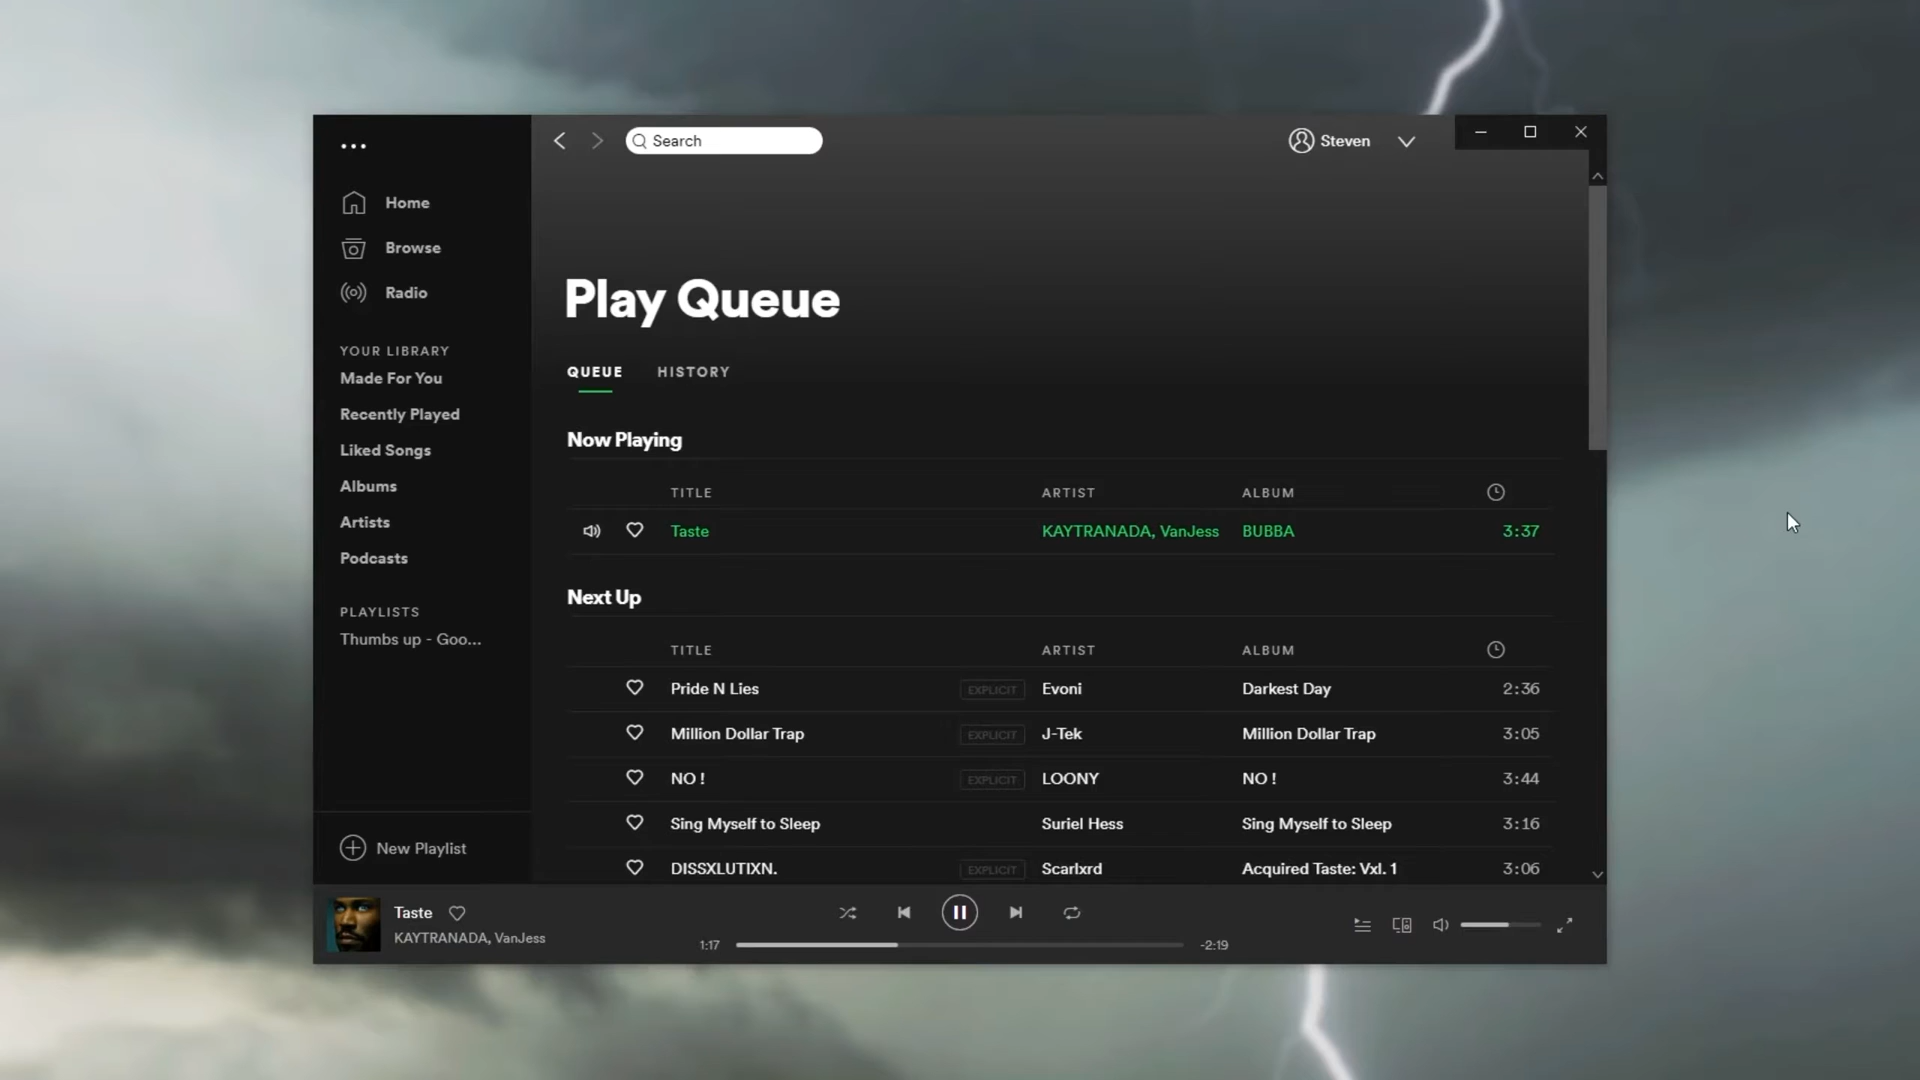 Search
Steven
Home
Browse
Radio
YOUR LIBRARY
Made For You
Recently Played
Liked Songs
Albums
Artists
Podcasts
PLAYLISTS
Thumbs up - Goo...
New Playlist
Play Queue
QUEUE HISTORY
Now Playing
TITLE ARTIST ALBUM
Taste KAYTRANADA, VanJess BUBBA 3:37
Next Up
TITLE ARTIST ALBUM
Pride N Lies EXPLICIT Evoni Darkest Day 2:36
Million Dollar Trap EXPLICIT J-Tek Million Dollar Trap 3:05
NO ! EXPLICIT LOONY NO ! 3:44
Sing Myself to Sleep Suriel Hess Sing Myself to Sleep 3:16
DISSXLUTIXN. EXPLICIT Scarlxrd Acquired Taste: Vxl. 1 3:06
Taste
KAYTRANADA, VanJess
1:17 -2:19